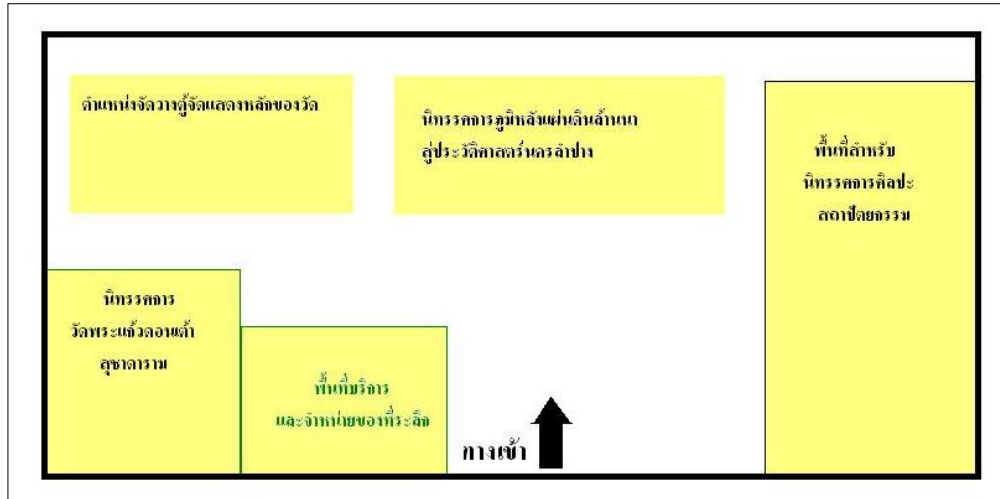 ตำแหน่งจัดวางตู้จัดแสดงหลักของวัด
นิทรรศการภูมิหลังแผ่นดินล้านนา
สู่ประวัติศาสตร์นครลำปาง
พื้นที่สำหรับ
นิทรรศการศิลปะ
สถาปัตยกรรม
นิทรรศการ
วัดพระแก้วดอนเต้า
สุชาดาราม
พื้นที่บริการ
และจำหน่ายของที่ระลึก
ทางเข้า